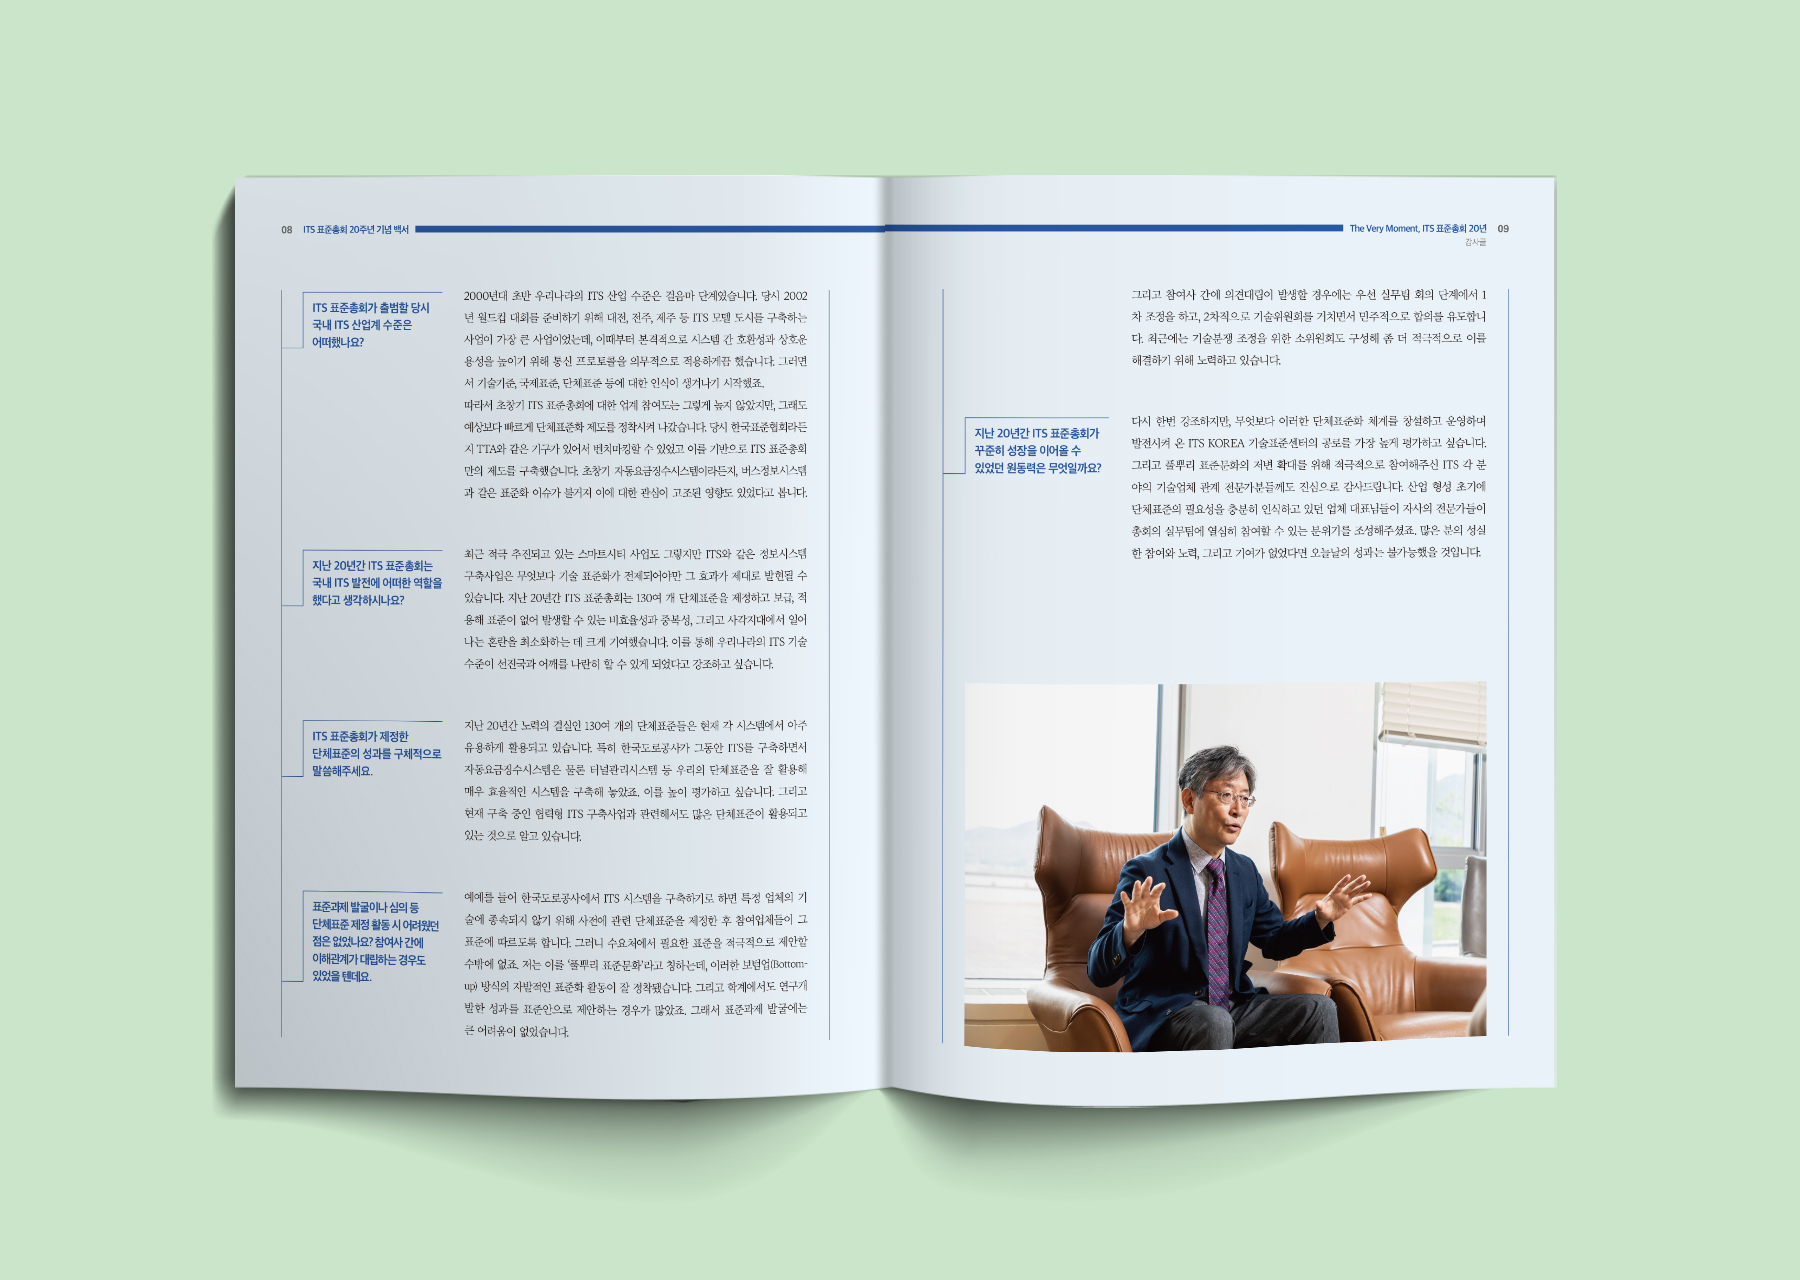 08 ITS 표준총회 20주년 기념 백서
ITS 표준총회가 출범할 당시
국내 ITS 산업계 수준은
어떠했나요?
2000년대 초반 우리나라의 ITS 산업 수준은 걸음마 단계였습니다. 당시 2002
년 월드컵 대회를 준비하기 위해 대전, 전주, 제주 등 ITS 모델 도시를 구축하는
사업이 가장 큰 사업이었는데, 이때부터 본격적으로 시스템 간 호환성과 상호운
용성을 높이기 위해 통신 프로토콜을 의무적으로 적용하게끔 했습니다. 그러면
서 기술기준, 국제표준, 단체표준 등에 대한 인식이 생겨나기 시작했죠.
따라서 초창기 ITS 표준총회에 대한 업계 참여도는 그렇게 높지 않았지만, 그래도
예상보다 빠르게 단체표준화 제도를 정착시켜 나갔습니다. 당시 한국표준협회라든
지 TTA와 같은 기구가 있어서 벤치마킹할 수 있었고 이를 기반으로 ITS 표준총회
만의 제도를 구축했습니다. 초창기 자동요금징수시스템이라든지, 버스정보시스템
과 같은 표준화 이슈가 불거져 이에 대한 관심이 고조된 영향도 있었다고 봅니다.
지난 20년간 ITS 표준총회는
국내 ITS 발전에 어떠한 역할을
했다고 생각하시나요?
최근 적극 추진되고 있는 스마트시티 사업도 그렇지만 ITS와 같은 정보시스템
구축사업은 무엇보다 기술 표준화가 전제되어야만 그 효과가 제대로 발현될 수
있습니다. 지난 20년간 ITS 표준총회는 130여 개 단체표준을 제정하고 보급, 적
용해 표준이 없어 발생할 수 있는 비효율성과 중복성, 그리고 사각지대에서 일어
나는 혼란을 최소화하는 데 크게 기여했습니다. 이를 통해 우리나라의 ITS 기술
수준이 선진국과 어깨를 나란히 할 수 있게 되었다고 강조하고 싶습니다.
ITS 표준총회가 제정한
단체표준의 성과를 구체적으로
말씀해주세요.
지난 20년간 노력의 결실인 130여 개의 단체표준들은 현재 각 시스템에서 아주
유용하게 활용되고 있습니다. 특히 한국도로공사가 그동안 ITS를 구축하면서
자동요금징수시스템은 물론 터널관리시스템 등 우리의 단체표준을 잘 활용해
매우 효율적인 시스템을 구축해 놓았죠. 이를 높이 평가하고 싶습니다. 그리고
현재 구축 중인 협력형 ITS 구축사업과 관련해서도 많은 단체표준이 활용되고
있는 것으로 알고 있습니다.
표준과제 발굴이나 심의 등
단체표준 제정 활동 시 어려웠던
점은 없었나요? 참여사 간에
이해관계가 대립하는 경우도
있었을 텐데요.
예예를 들어 한국도로공사에서 ITS 시스템을 구축하기로 하면 특정 업체의 기
술에 종속되지 않기 위해 사전에 관련 단체표준을 제정한 후 참여업체들이 그
표준에 따르도록 합니다. 그러니 수요처에서 필요한 표준을 적극적으로 제안할
수밖에 없죠. 저는 이를 ‘풀뿌리 표준문화’라고 칭하는데, 이러한 보텀업(Bottom-
up) 방식의 자발적인 표준화 활동이 잘 정착됐습니다. 그리고 학계에서도 연구개
발한 성과를 표준안으로 제안하는 경우가 많았죠. 그래서 표준과제 발굴에는
큰 어려움이 없었습니다.
The Very Moment, ITS 표준총회 20년 09
감사글
그리고 참여사 간에 의견대립이 발생할 경우에는 우선 실무팀 회의 단계에서 1
차 조정을 하고, 2차적으로 기술위원회를 거치면서 민주적으로 합의를 유도합니
다. 최근에는 기술분쟁 조정을 위한 소위원회도 구성해 좀 더 적극적으로 이를
해결하기 위해 노력하고 있습니다.
지난 20년간 ITS 표준총회가
꾸준히 성장을 이어올 수
있었던 원동력은 무엇일까요?
다시 한번 강조하지만, 무엇보다 이러한 단체표준화 체계를 창설하고 운영하며
발전시켜 온 ITS KOREA 기술표준센터의 공로를 가장 높게 평가하고 싶습니다.
그리고 풀뿌리 표준문화의 저변 확대를 위해 적극적으로 참여해주신 ITS 각 분
야의 기술업체 관계 전문가분들께도 진심으로 감사드립니다. 산업 형성 초기에
단체표준의 필요성을 충분히 인식하고 있던 업체 대표님들이 자사의 전문가들이
총회의 실무팀에 열심히 참여할 수 있는 분위기를 조성해주셨죠. 많은 분의 성실
한 참여와 노력, 그리고 기여가 없었다면 오늘날의 성과는 불가능했을 것입니다.